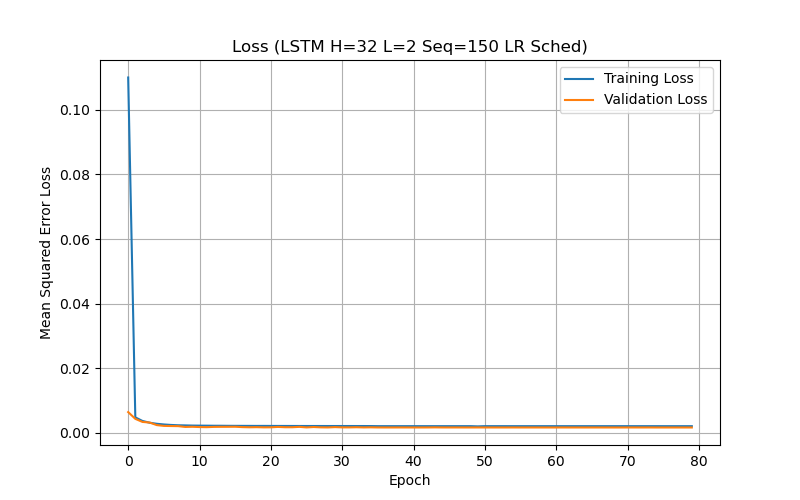 Loss (LSTM H=32 L=2 Seq=150 LR Sched)
Training Loss
Validation Loss
Mean Squared Error Loss
0.10
0.08
0.06
0.04
0.02
0.00
0 10 20 30 40 50 60 70 80
Epoch